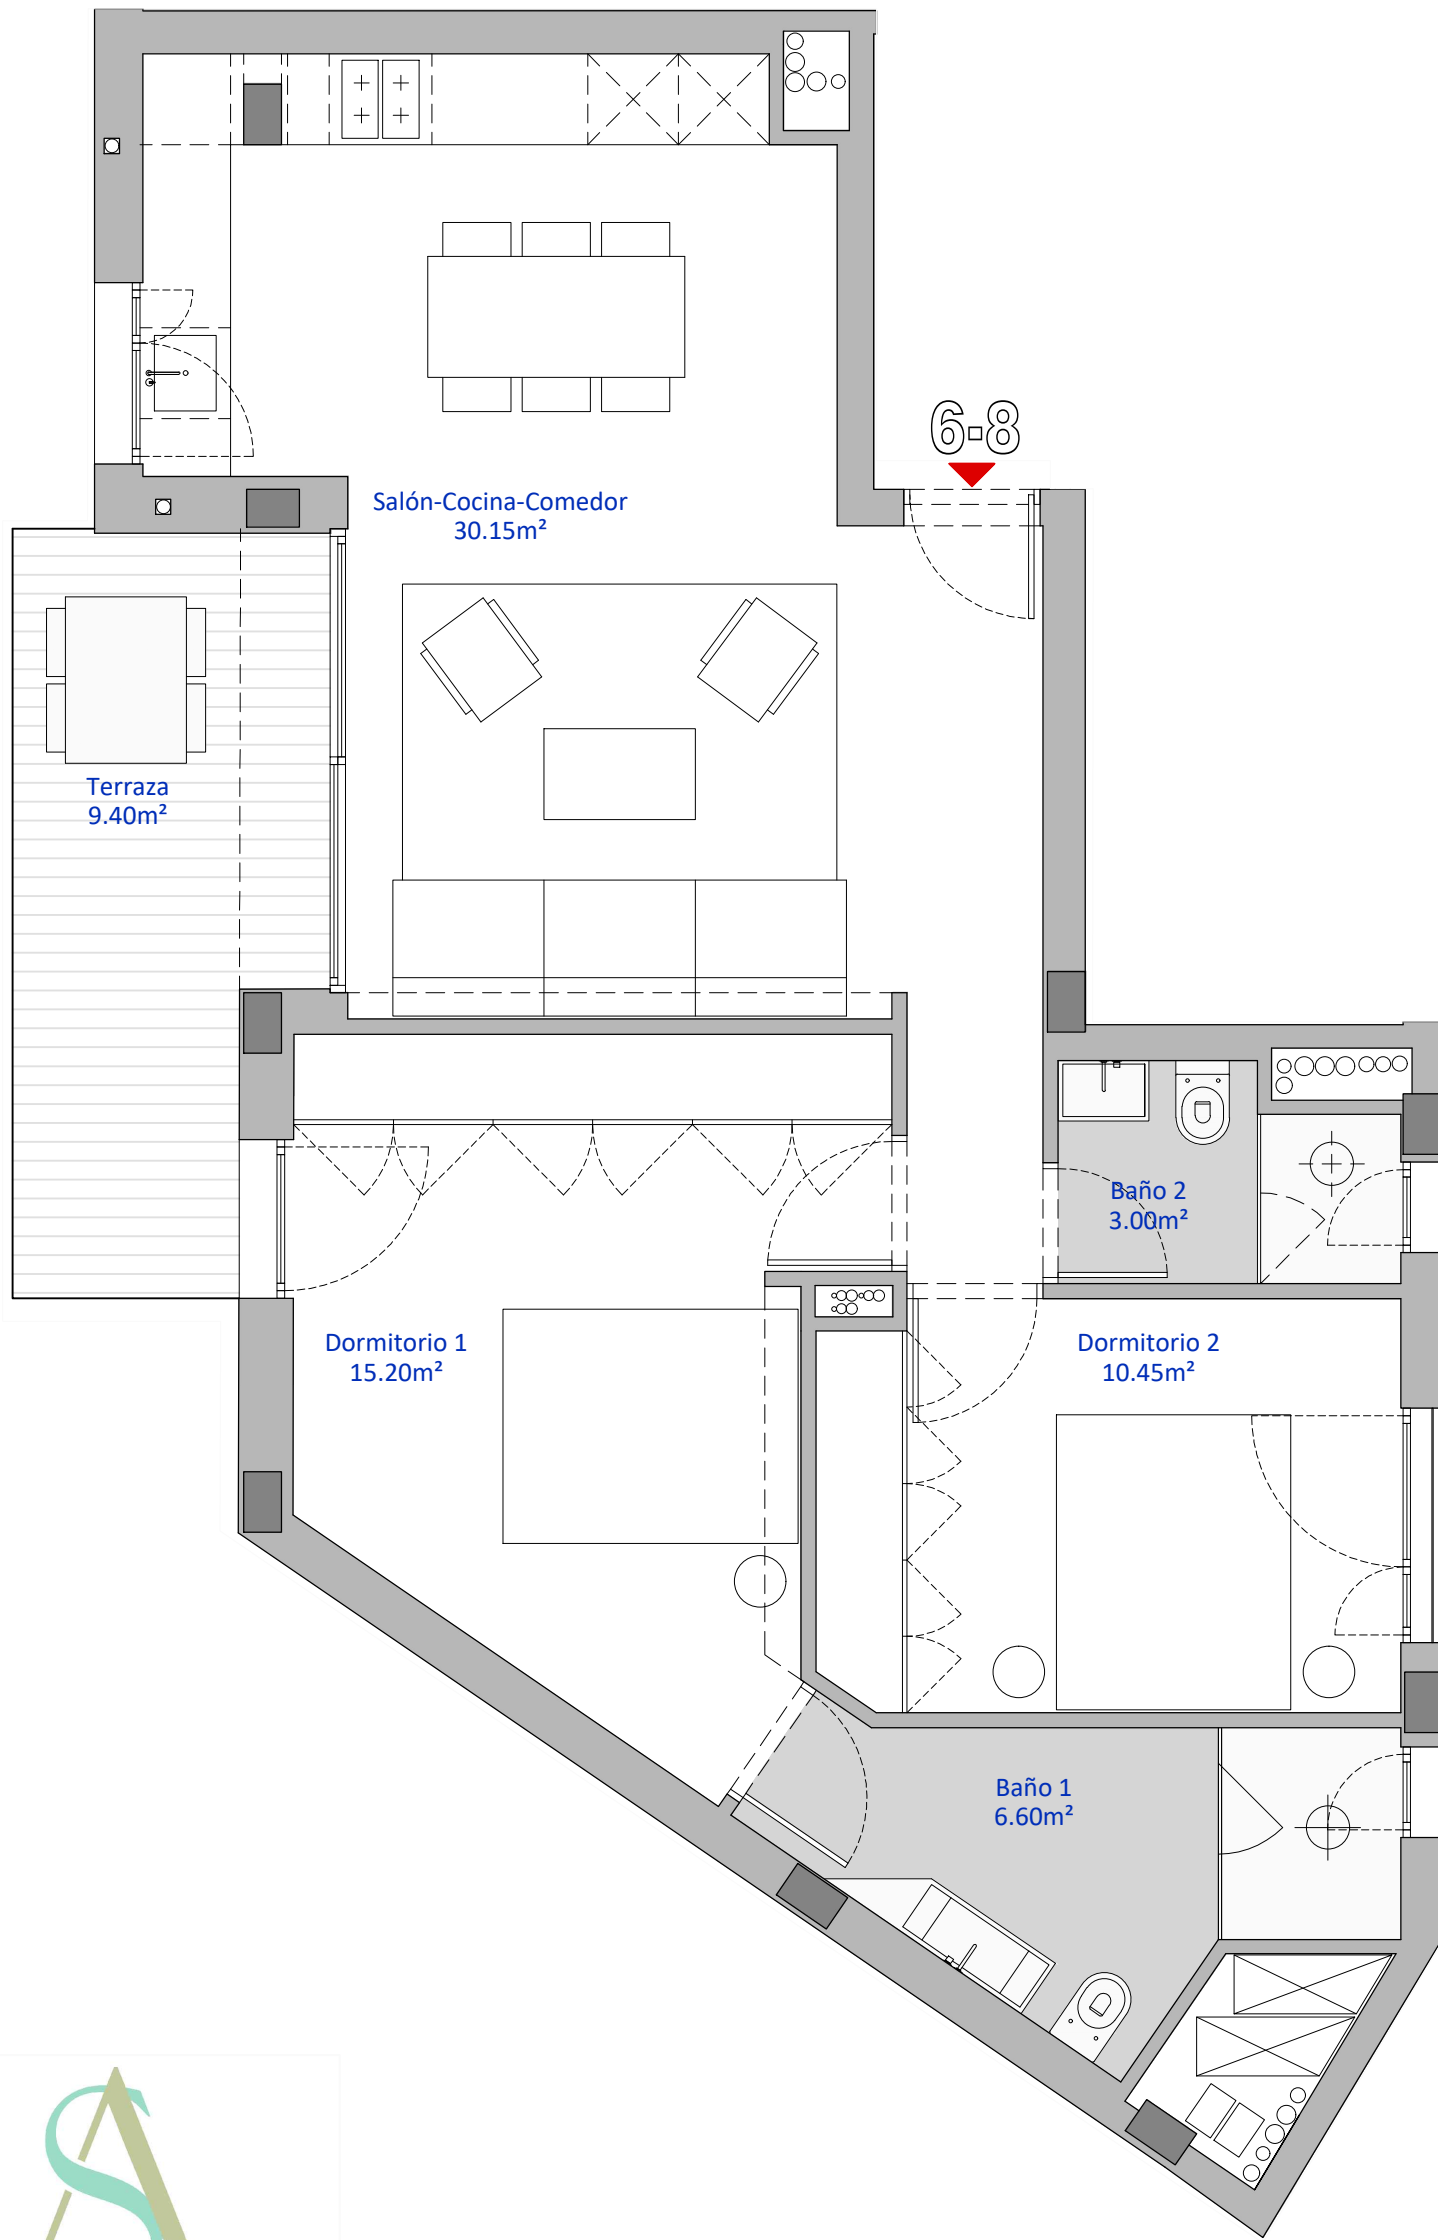 6-8
Salón-Cocina-Comedor
30.15m²
Terraza
9.40m²
Baño 2
3.00m²
Dormitorio 1
15.20m²
Dormitorio 2
10.45m²
Baño 1
6.60m²